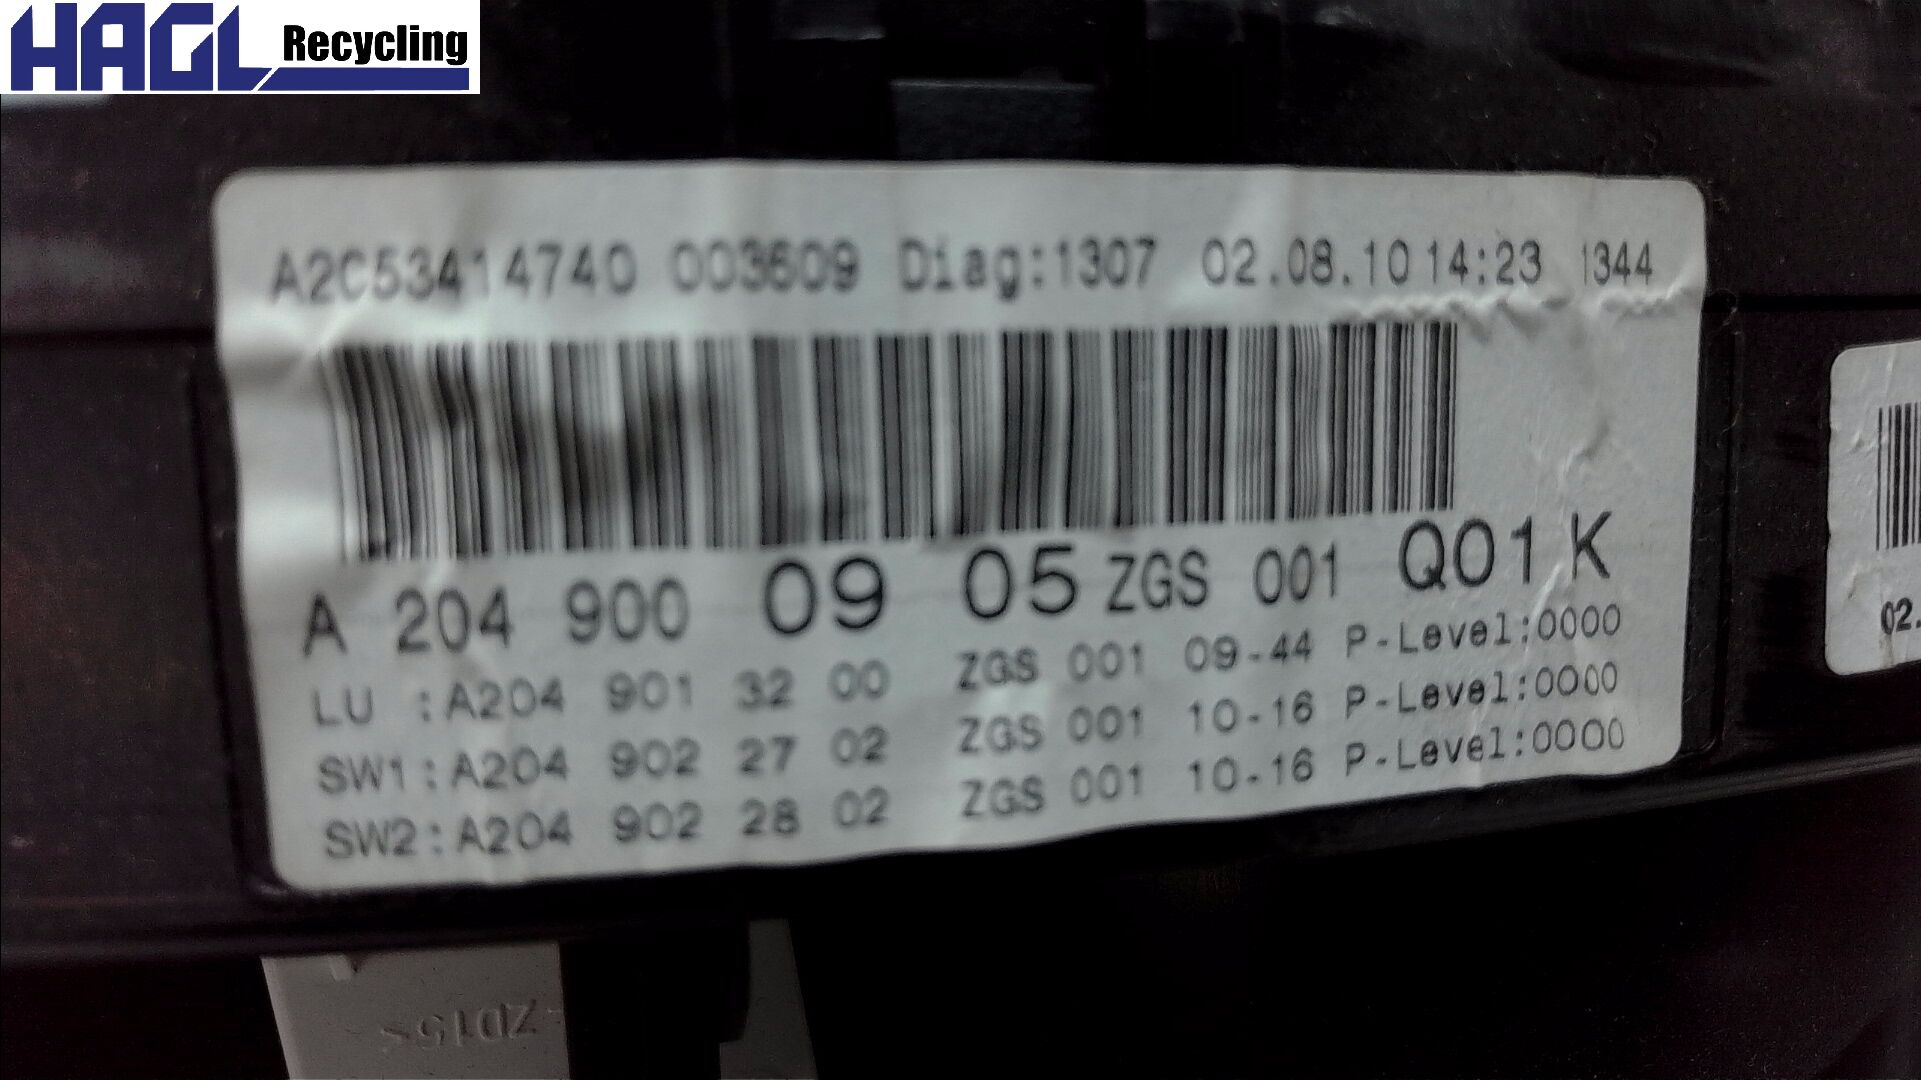 HAGL Recycling
A2C53414740 003609 Diag:1307 02.08.10 14:23 1344
A 204 900 09 05 ZGS 001 Q01 K
LU :A204 901 32 00 ZGS 001 09-44 P-Level:0000
SW1:A204 902 27 02 ZGS 001 10-16 P-Level:0000
SW2:A204 902 28 02 ZGS 001 10-16 P-Level:0000
02.